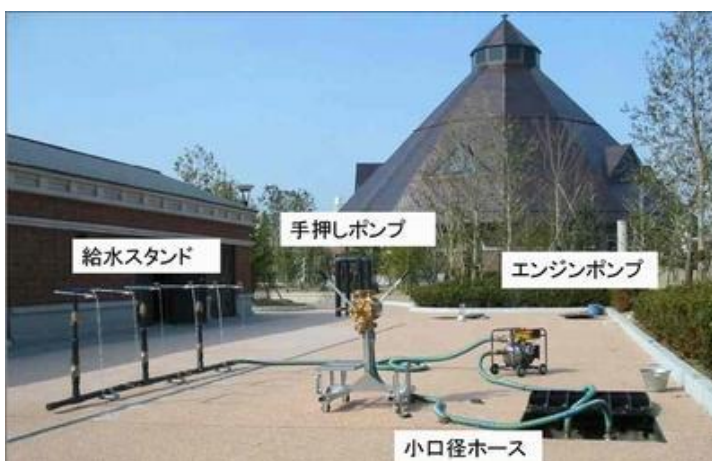 手押しポンプ
給水スタンド
エンジンポンプ
小口径ホース